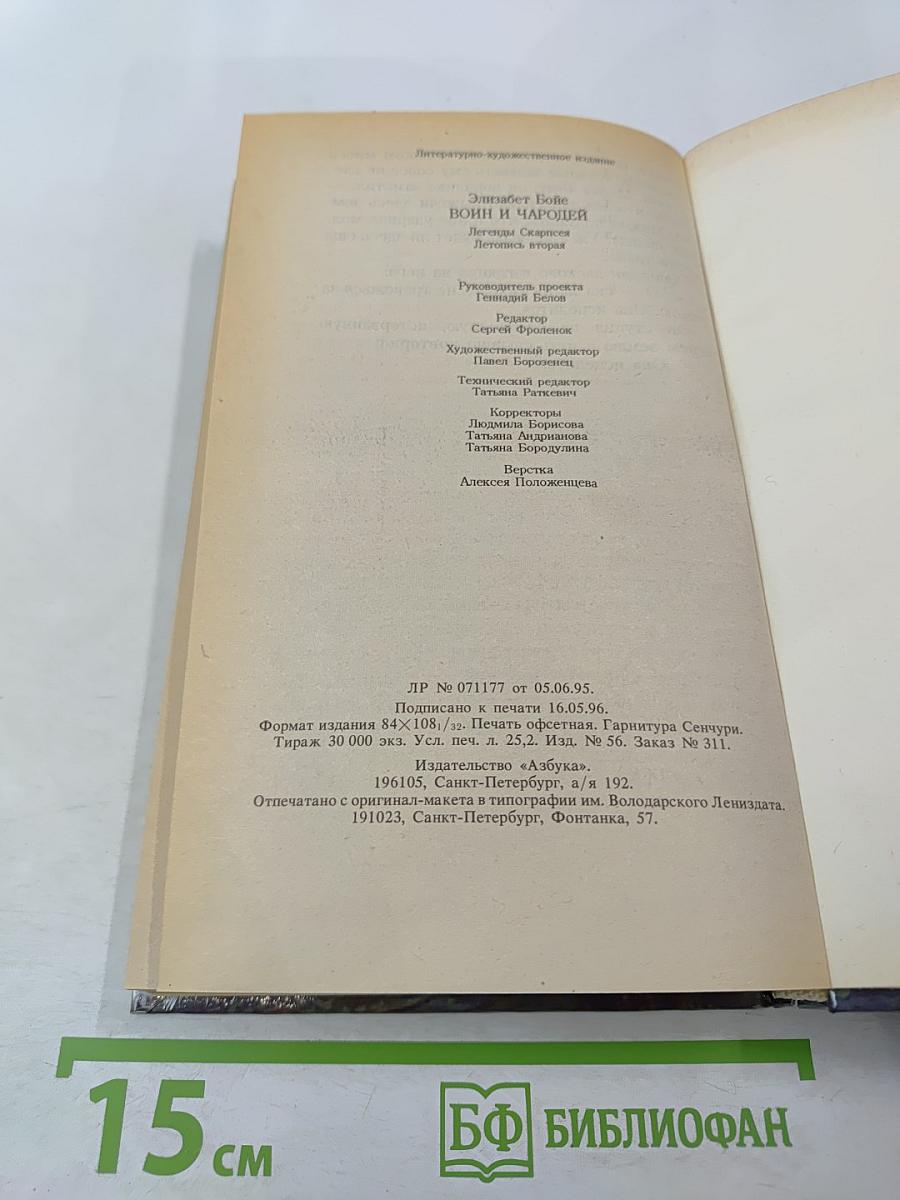 Литературно-художественное издание
Элизабет Бойе
ВОИН И ЧАРОДЕЙ
Легенды Скарпсея
Летопись вторая
Руководитель проекта
Геннадий Белов
Редактор
Сергей Фроленок
Художественный редактор
Павел Борозенец
Технический редактор
Татьяна Раткевич
Корректоры
Людмила Борисова
Татьяна Андрианова
Татьяна Бородулина
Верстка
Алексея Положенцева
ЛР № 071177 от 05.06.95.
Подписано к печати 16.05.96.
Формат издания 84×108₁/₃₂. Печать офсетная. Гарнитура Сенчури.
Тираж 30 000 экз. Усл. печ. л. 25,2. Изд. № 56. Заказ № 311.
Издательство «Азбука».
196105, Санкт-Петербург, а/я 192.
Отпечатано с оригинал-макета в типографии им. Володарского Лениздата.
191023, Санкт-Петербург, Фонтанка, 57.
15 см
БФ БИБЛИОФАН